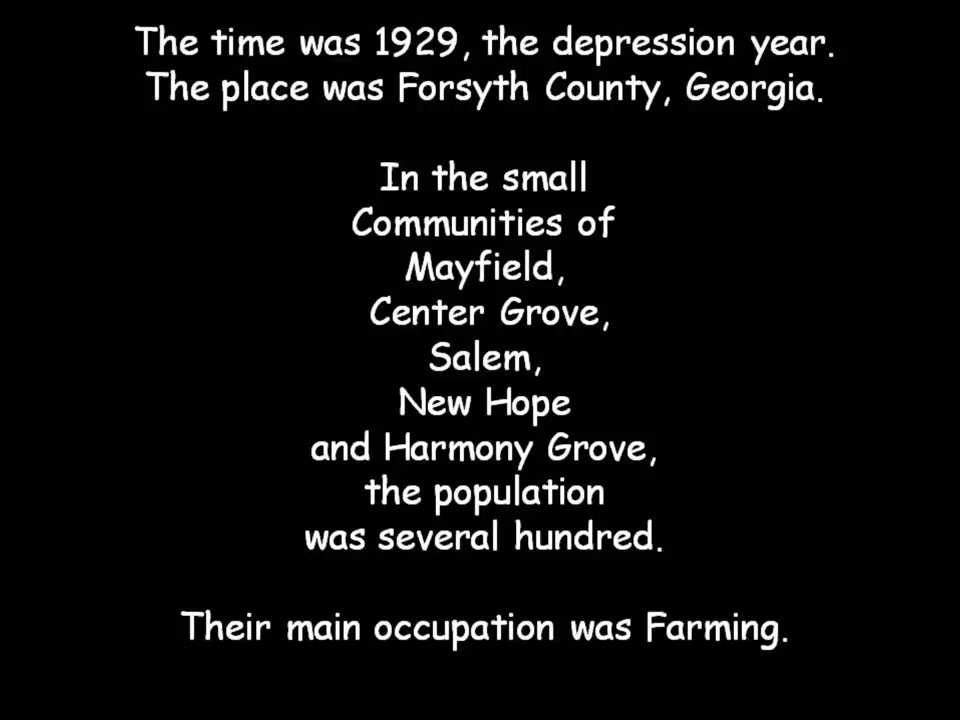 The time was 1929, the depression year.
The place was Forsyth County, Georgia.
In the small
Communities of
Mayfield,
Center Grove,
Salem,
New Hope
and Harmony Grove,
the population
was several hundred.
Their main occupation was Farming.